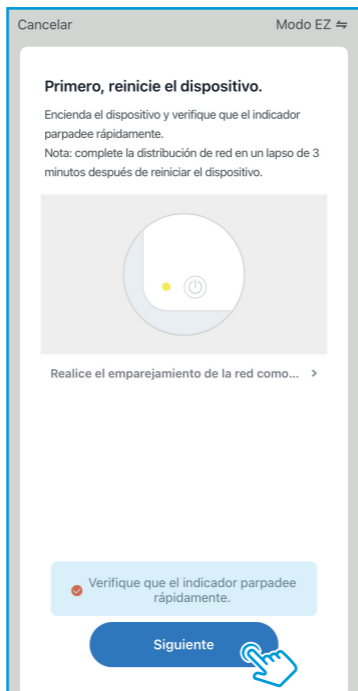 Cancelar
Modo EZ ⇋
Primero, reinicie el dispositivo.
Encienda el dispositivo y verifique que el indicador
parpadee rápidamente.
Nota: complete la distribución de red en un lapso de 3
minutos después de reiniciar el dispositivo.
Realice el emparejamiento de la red como... >
Verifique que el indicador parpadee
rápidamente.
Siguiente